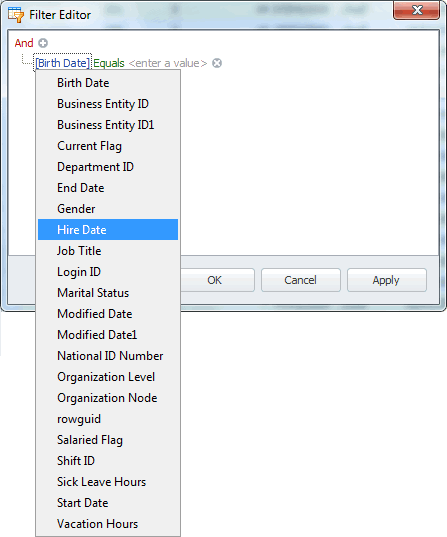 Filter Editor
And
[Birth Date] Equals <enter a value>
Birth Date
Business Entity ID
Business Entity ID1
Current Flag
Department ID
End Date
Gender
Hire Date
Job Title
Login ID
Marital Status
Modified Date
Modified Date1
National ID Number
Organization Level
Organization Node
rowguid
Salaried Flag
Shift ID
Sick Leave Hours
Start Date
Vacation Hours
OK Cancel Apply